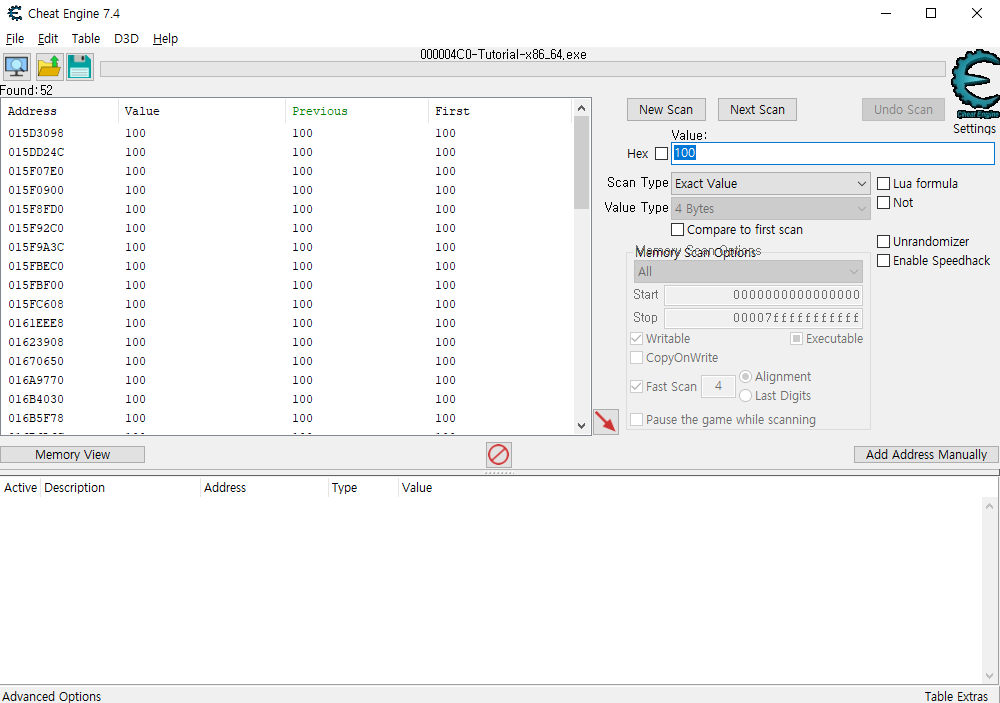 Cheat Engine 7.4
File Edit Table D3D Help
000004C0-Tutorial-x86_64.exe
Found:52
Address Value Previous First
015D3098 100 100 100
015DD24C 100 100 100
015F07E0 100 100 100
015F0900 100 100 100
015F8FD0 100 100 100
015F92C0 100 100 100
015F9A3C 100 100 100
015FBEC0 100 100 100
015FBF00 100 100 100
015FC608 100 100 100
0161EEE8 100 100 100
01623908 100 100 100
01670650 100 100 100
016A9770 100 100 100
016B4030 100 100 100
016B5F78 100 100 100
New Scan Next Scan Undo Scan
Cheat Engine
Settings
Value:
Hex 100
Scan Type Exact Value
Lua formula
Value Type 4 Bytes
Not
Compare to first scan
Unrandomizer
Enable Speedhack
Memory Scan Options
All
Start 0000000000000000
Stop 00007fffffffffff
Writable Executable
CopyOnWrite
Fast Scan 4 Alignment
Last Digits
Pause the game while scanning
Memory View
Add Address Manually
Active Description Address Type Value
Advanced Options
Table Extras